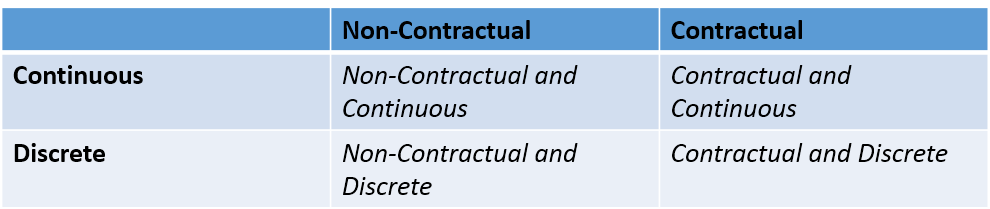 Non-Contractual Contractual
Continuous Non-Contractual and Contractual and
Continuous Continuous
Discrete Non-Contractual and Contractual and Discrete
Discrete